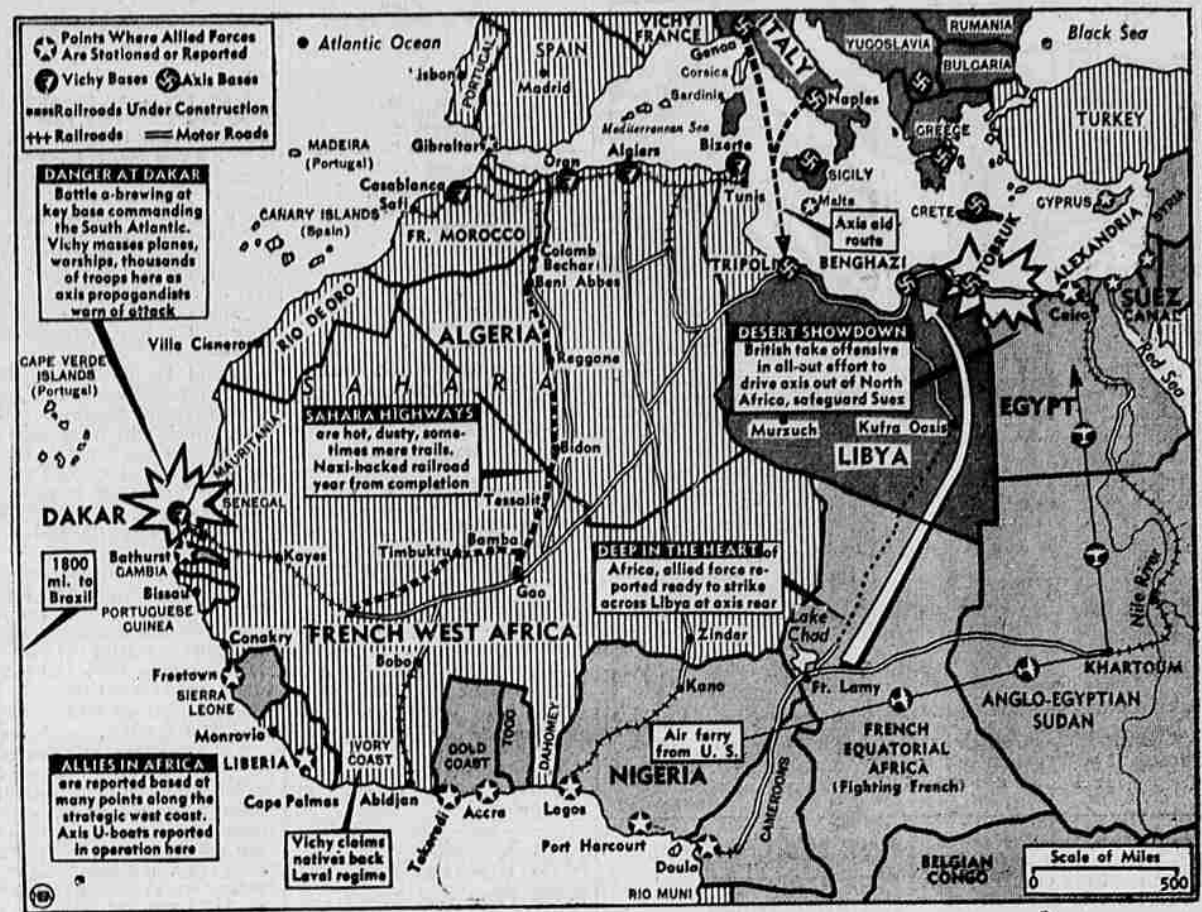 Points Where Allied Forces
Are Stationed or Reported
Vichy Bases
Axis Bases
Railroads Under Construction
Railroads
Motor Roads
Atlantic Ocean
PORTUGAL
SPAIN
Madrid
VICHY
FRANCE
Genoa
Corsica
Sardinia
ITALY
Naples
YUGOSLAVIA
RUMANIA
BULGARIA
Black Sea
GREECE
TURKEY
Mediterranean Sea
MADEIRA
(Portugal)
Gibraltar
Oran
Algiers
Bizerte
Tunis
SICILY
Malta
CRETE
CYPRUS
SYRIA
DANGER AT DAKAR
Battle a-brewing at
key base commanding
the South Atlantic.
Vichy masses planes,
warships, thousands
of troops here as
axis propagandists
warn of attack
Casablanca
Safi
CANARY ISLANDS
(Spain)
FR. MOROCCO
Colomb
Bechar
Beni Abbes
Axis aid
route
TRIPOLI
BENGHAZI
TOBRUK
ALEXANDRIA
Cairo
SUEZ
CANAL
Red Sea
RIO DE ORO
Villa Cisneros
ALGERIA
Reggane
SAHARA
CAPE VERDE
ISLANDS
(Portugal)
DESERT SHOWDOWN
British take offensive
in all-out effort to
drive axis out of North
Africa, safeguard Suez
EGYPT
Murzuch
Kufra Oasis
LIBYA
SAHARA HIGHWAYS
are hot, dusty, some-
times mere trails.
Nazi-backed railroad
year from completion
Bidon
Tessalit
MAURITANIA
SENEGAL
DAKAR
Bathurst
GAMBIA
Bissau
PORTUGUESE
GUINEA
1800
mi. to
Brazil
Kayes
Timbuktu
Bamba
Gao
DEEP IN THE HEART of
Africa, allied force re-
ported ready to strike
across Libya at axis rear
Lake
Chad
Nile River
Conakry
FRENCH WEST AFRICA
Bobo
Zindar
Kano
Ft. Lamy
KHARTOUM
Freetown
SIERRA
LEONE
Monrovia
LIBERIA
IVORY
COAST
GOLD
COAST
TOGO
DAHOMEY
Air ferry
from U. S.
ANGLO-EGYPTIAN
SUDAN
FRENCH
EQUATORIAL
AFRICA
(Fighting French)
NIGERIA
CAMEROONS
ALLIES IN AFRICA
are reported based at
many points along the
strategic west coast.
Axis U-boats reported
in operation here
Cape Palmas
Abidjan
Takoradi
Accra
Lagos
Port Harcourt
Doula
Vichy claims
natives back
Laval regime
RIO MUNI
BELGIAN
CONGO
Scale of Miles
0
500
NEA